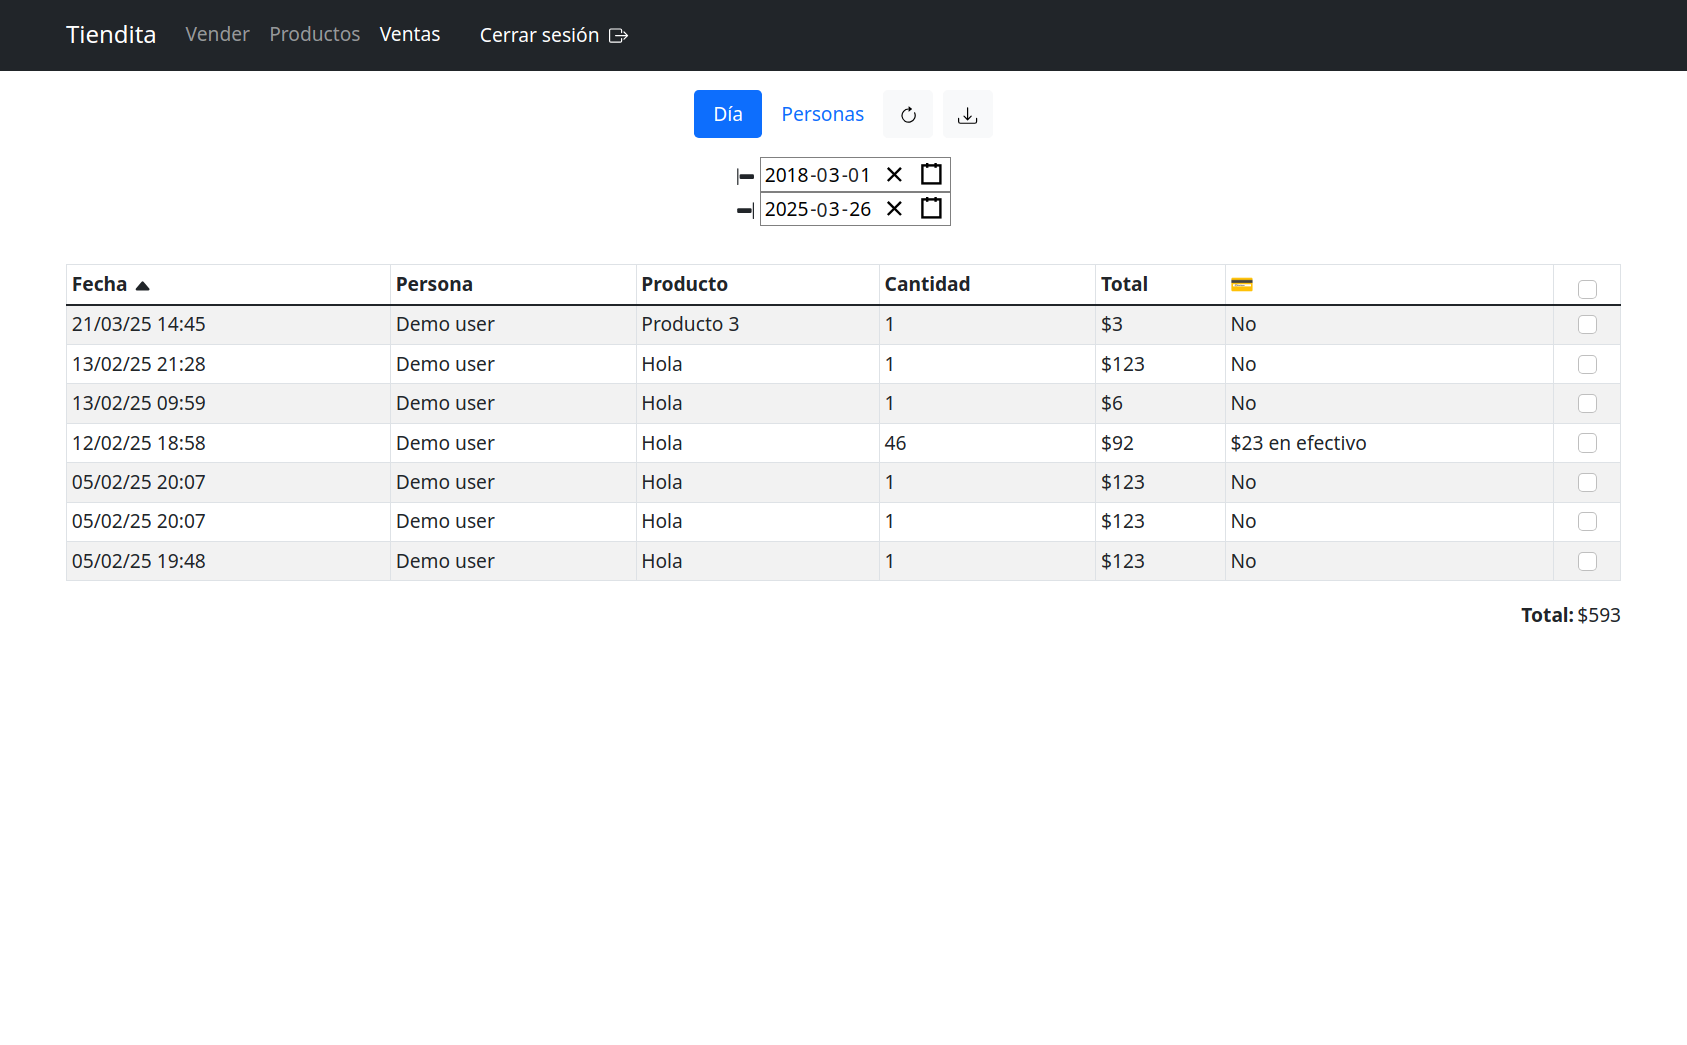 Tiendita Vender Productos Ventas Cerrar sesión
Día Personas
2018-03-01
2025-03-26
Fecha Persona Producto Cantidad Total
21/03/25 14:45 Demo user Producto 3 1 $3 No
13/02/25 21:28 Demo user Hola 1 $123 No
13/02/25 09:59 Demo user Hola 1 $6 No
12/02/25 18:58 Demo user Hola 46 $92 $23 en efectivo
05/02/25 20:07 Demo user Hola 1 $123 No
05/02/25 20:07 Demo user Hola 1 $123 No
05/02/25 19:48 Demo user Hola 1 $123 No
Total: $593